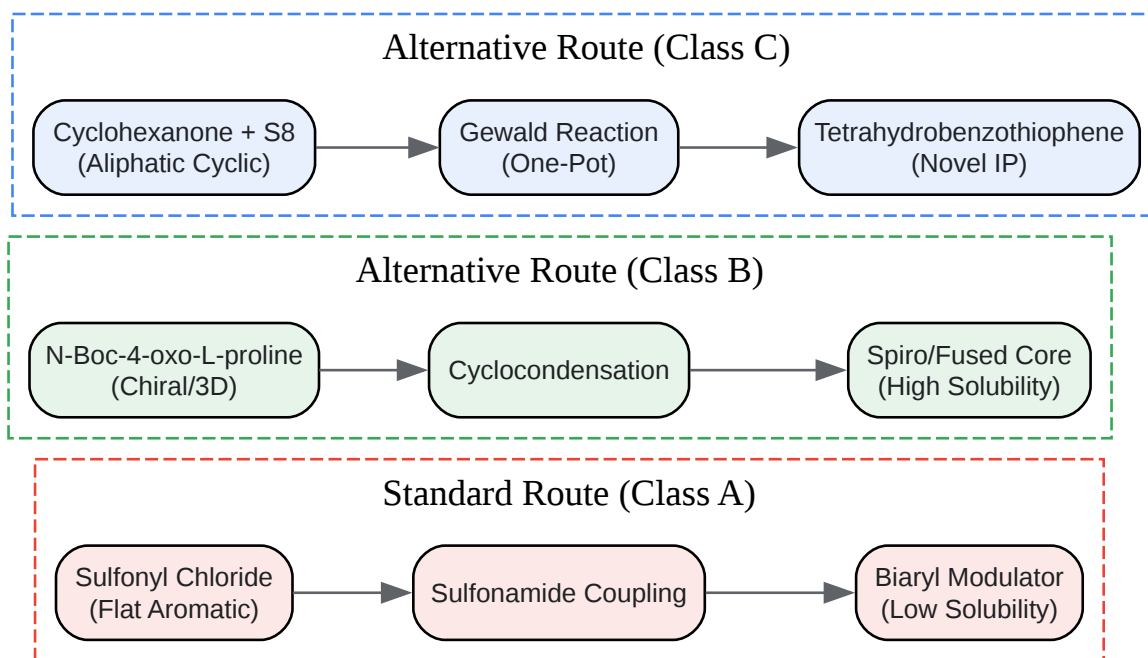 Alternative Route (Class C)
Cyclohexanone + S8
(Aliphatic Cyclic)
Gewald Reaction
(One-Pot)
Tetrahydrobenzothiophene
(Novel IP)
Alternative Route (Class B)
N-Boc-4-oxo-L-proline
(Chiral/3D)
Cyclocondensation
Spiro/Fused Core
(High Solubility)
Standard Route (Class A)
Sulfonyl Chloride
(Flat Aromatic)
Sulfonamide Coupling
Biaryl Modulator
(Low Solubility)